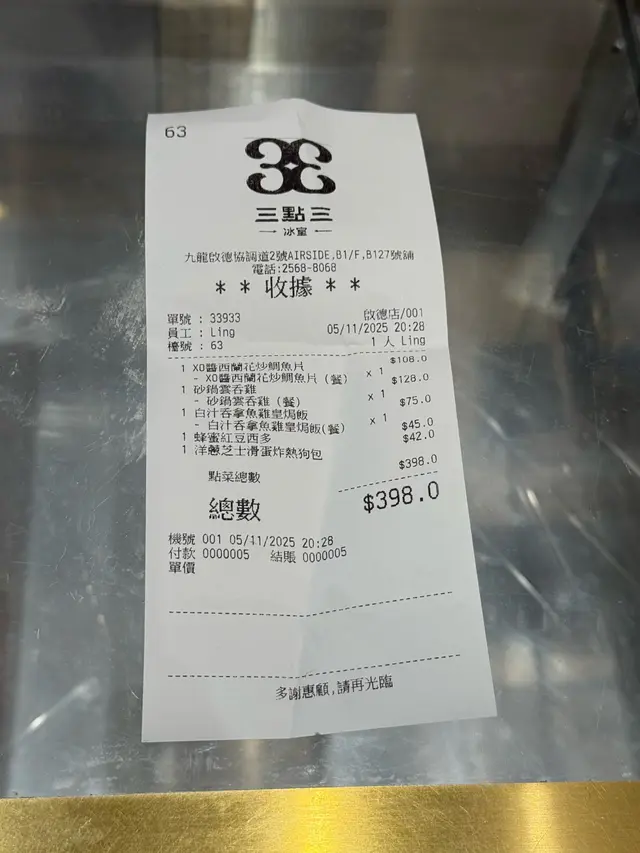 63
三點三
冰室
九龍啟德協調道2號AIRSIDE,B1/F,B127號舖
電話:2568-8068
** 收據 **
單號 : 33933 啟德店/001
員工 : Ling 05/11/2025 20:28
檯號 : 63 1 人 Ling
1 XO醬西蘭花炒鯛魚片 $108.0
- XO醬西蘭花炒鯛魚片 (餐) x 1
1 砂鍋雲吞雞 $128.0
- 砂鍋雲吞雞 (餐) x 1
1 白汁吞拿魚雞皇焗飯 $75.0
- 白汁吞拿魚雞皇焗飯(餐) x 1
1 蜂蜜紅豆西多 $45.0
1 洋蔥芝士滑蛋炸熱狗包 $42.0
點菜總數 $398.0
總數 $398.0
機號 001 05/11/2025 20:28
付款 0000005 結賬 0000005
單價
多謝惠顧,請再光臨